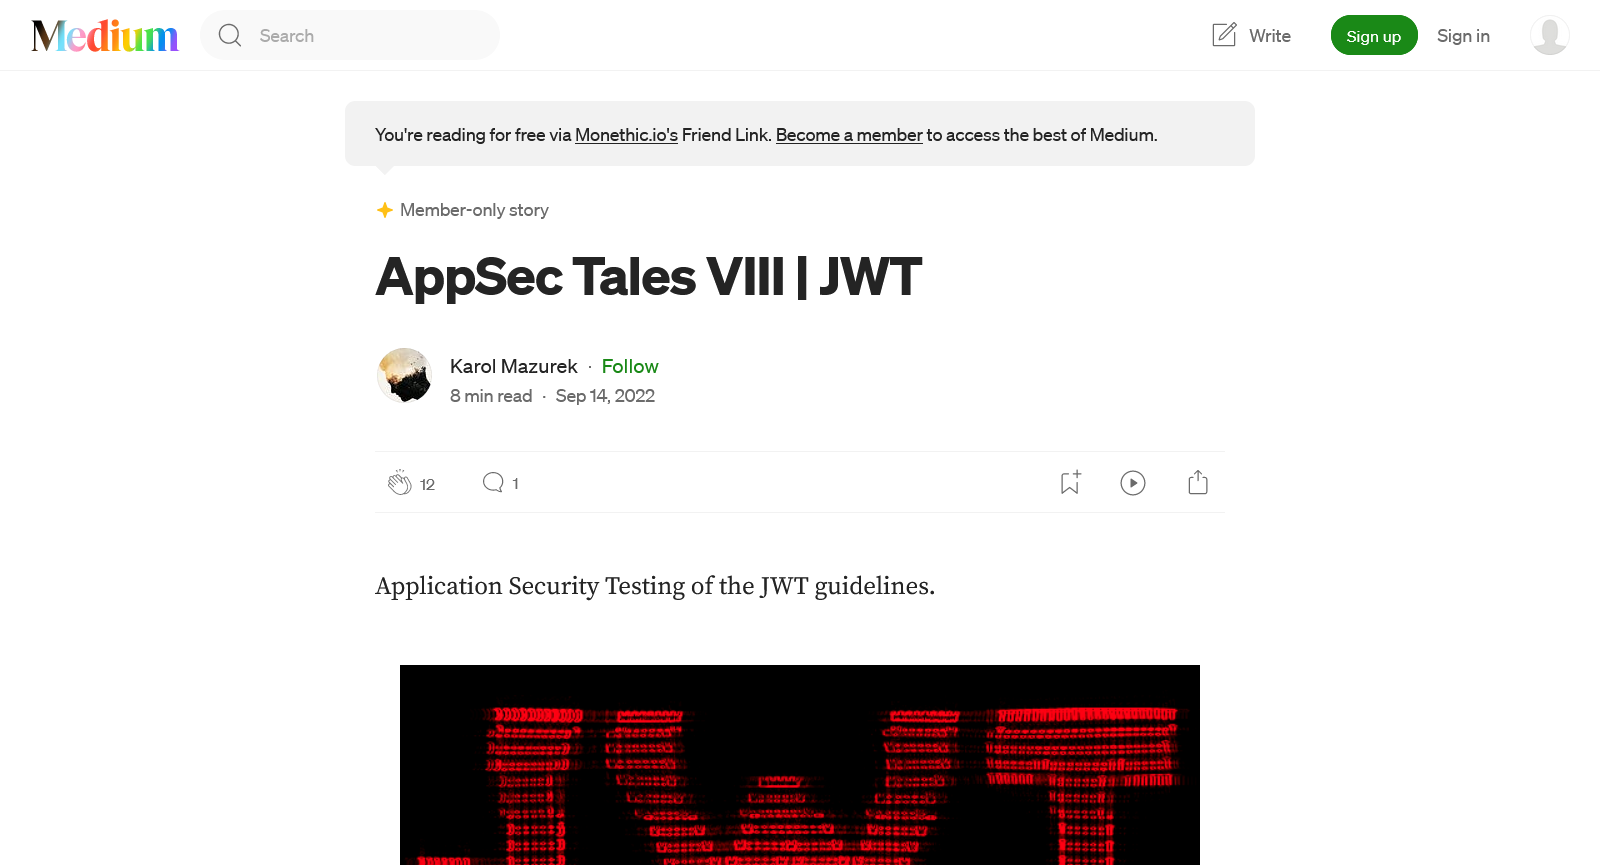 Medium
Search
Write
Sign up
Sign in
You're reading for free via Monethic.io's Friend Link. Become a member to access the best of Medium.
Member-only story
AppSec Tales VIII | JWT
Karol Mazurek · Follow
8 min read · Sep 14, 2022
12
1
Application Security Testing of the JWT guidelines.
JWT